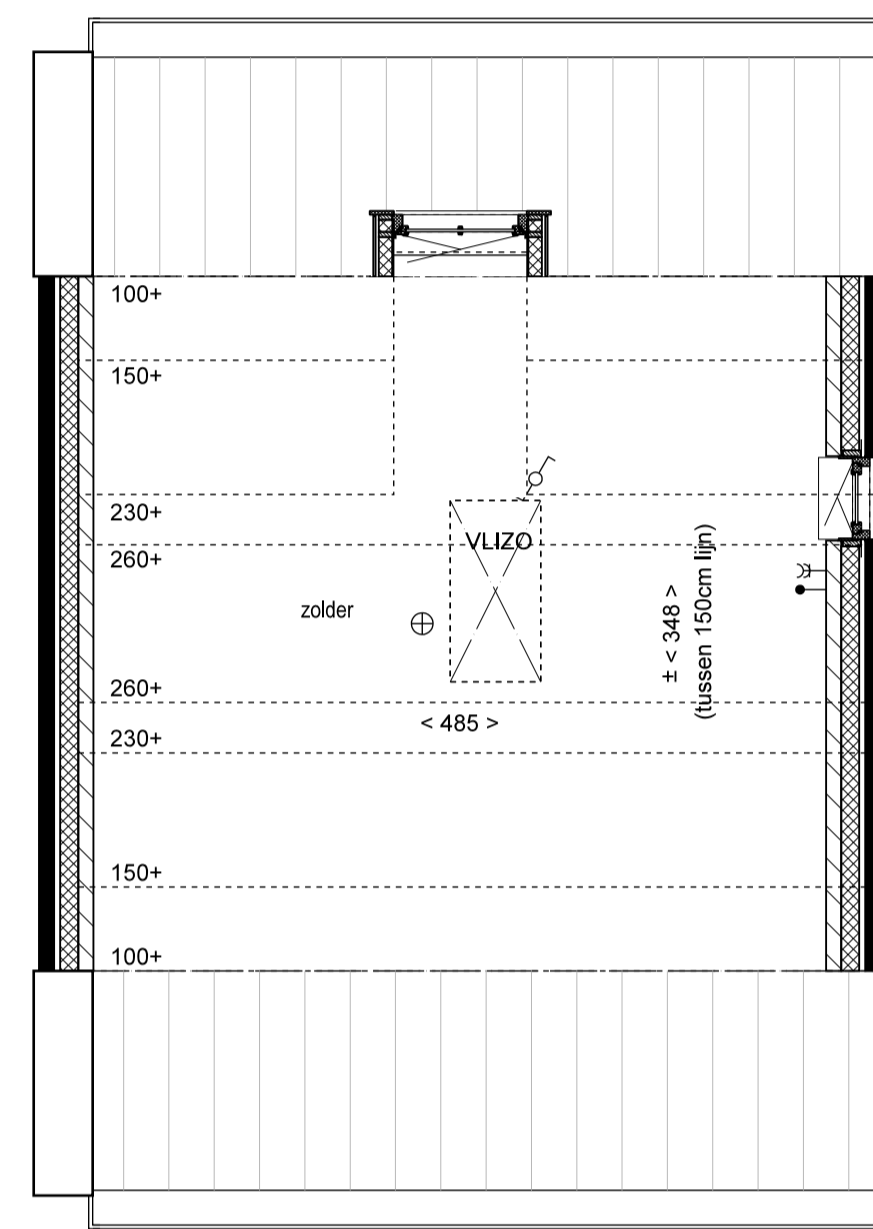 100+
150+
230+
VLIZO
260+
± < 348 >
(tussen 150cm lijn)
zolder
260+
< 485 >
230+
150+
100+